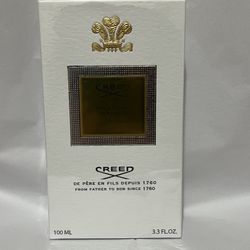 CREED
CREED
DE PÈRE EN FILS DEPUIS 1760
FROM FATHER TO SON SINCE 1760
100 ML 3.3 FL.OZ.